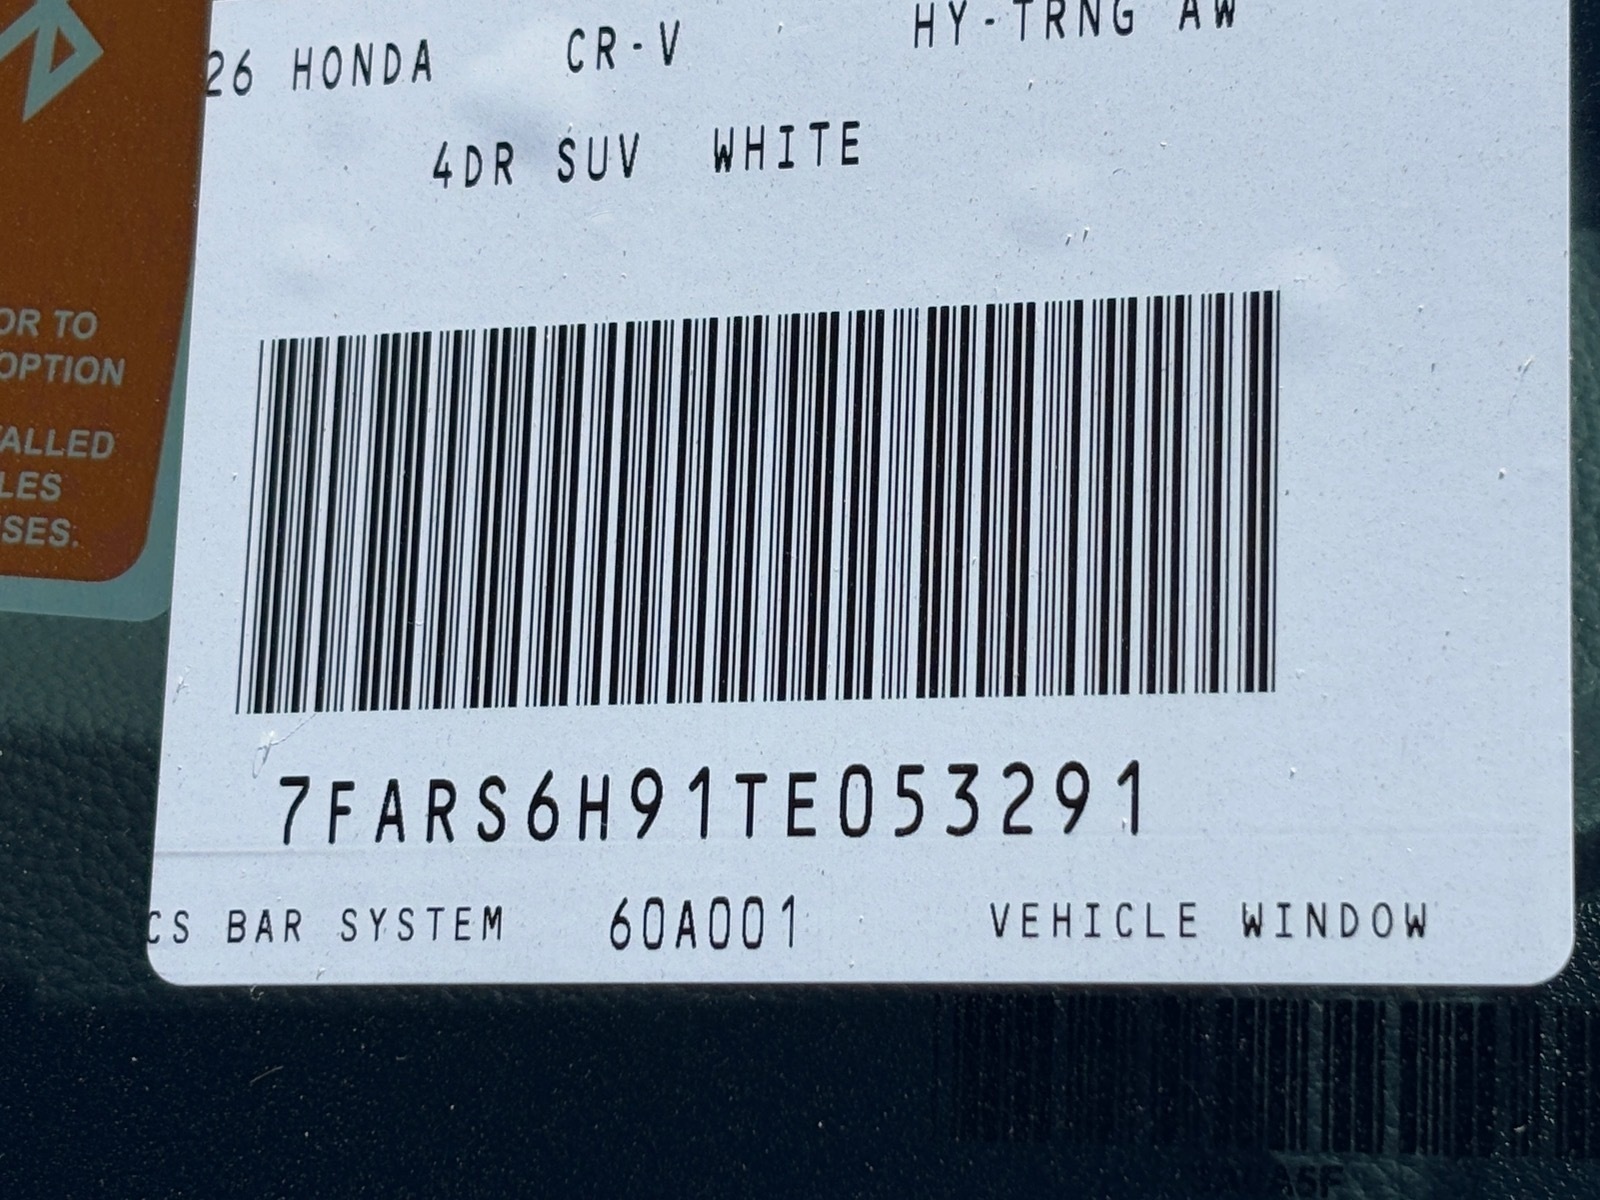 26 HONDA CR-V HY-TRNG AW
4DR SUV WHITE
OR TO
OPTION
ALLED
LES
SES.
7FARS6H91TE053291
CS BAR SYSTEM 60A001 VEHICLE WINDOW